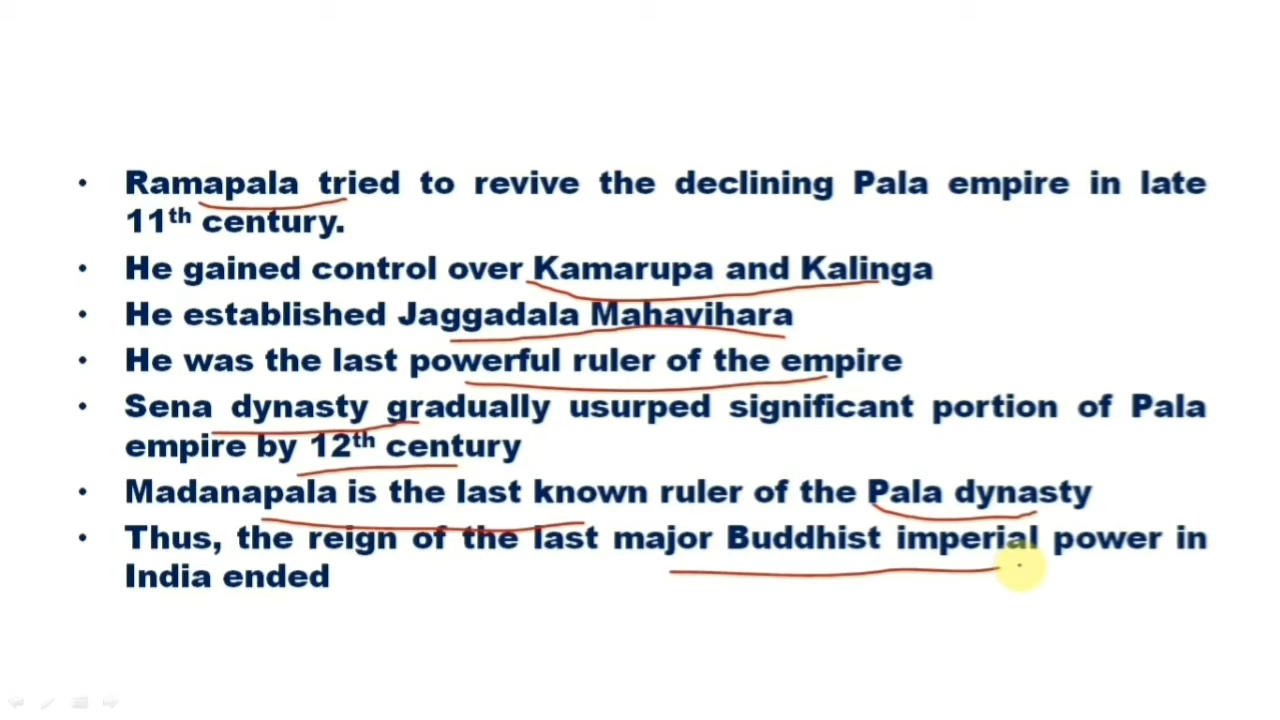 • Ramapala tried to revive the declining Pala empire in late
11th century.
• He gained control over Kamarupa and Kalinga
• He established Jaggadala Mahavihara
• He was the last powerful ruler of the empire
• Sena dynasty gradually usurped significant portion of Pala
empire by 12th century
• Madanapala is the last known ruler of the Pala dynasty
• Thus, the reign of the last major Buddhist imperial power in
India ended